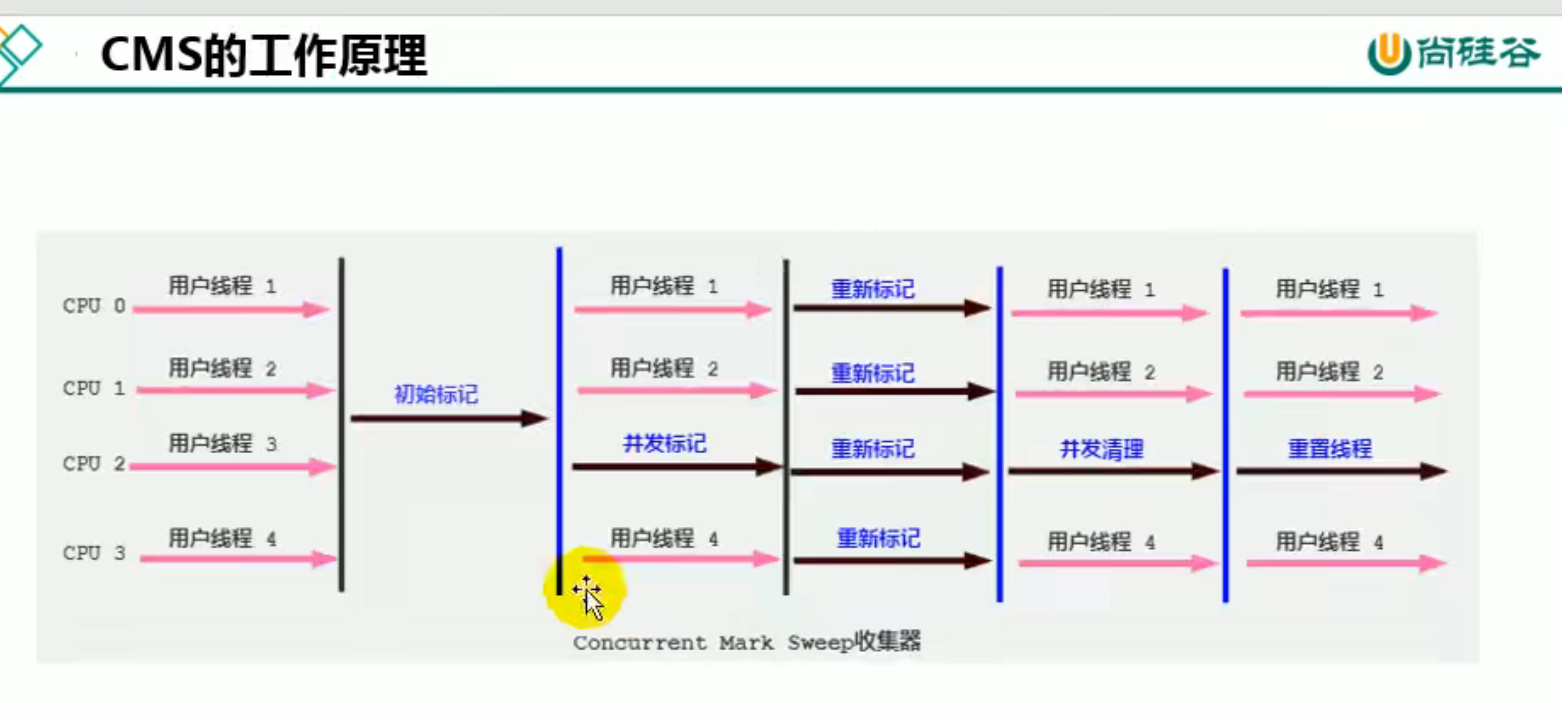 CMS的工作原理
尚硅谷
用户线程 1 用户线程 1 重新标记 用户线程 1 用户线程 1
CPU 0
用户线程 2 用户线程 2 重新标记 用户线程 2 用户线程 2
CPU 1 初始标记
用户线程 3 并发标记 重新标记 并发清理 重置线程
CPU 2
用户线程 4 用户线程 4 重新标记 用户线程 4 用户线程 4
CPU 3
Concurrent Mark Sweep收集器